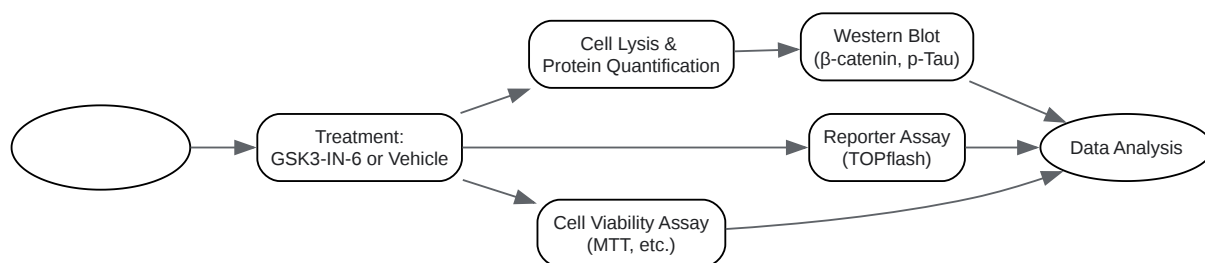 Cell Lysis &
Protein Quantification
Western Blot
(β-catenin, p-Tau)
Treatment:
GSK3-IN-6 or Vehicle
Reporter Assay
(TOPflash)
Data Analysis
Cell Viability Assay
(MTT, etc.)